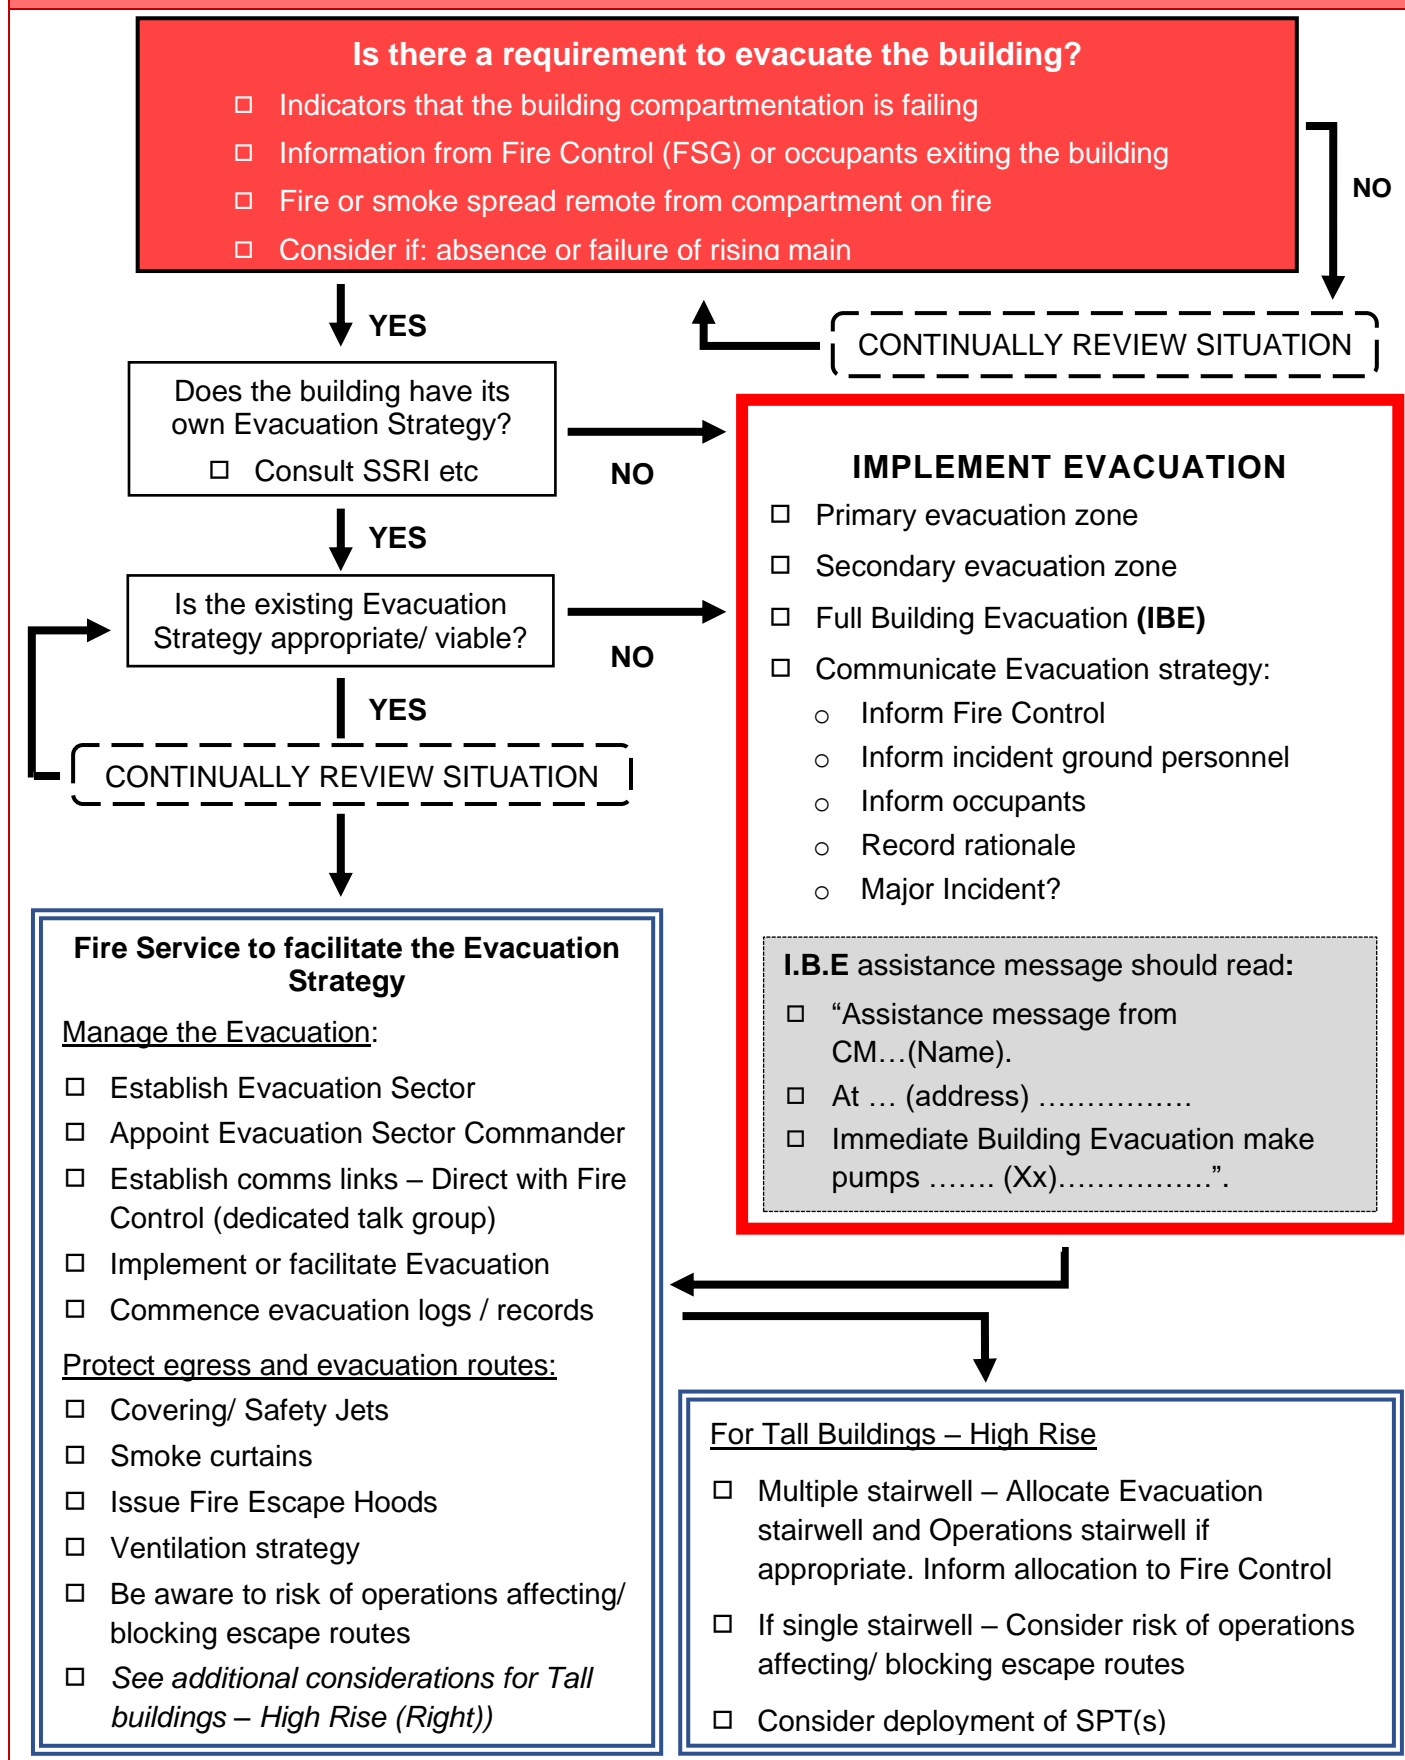 Is there a requirement to evacuate the building?
☐ Indicators that the building compartmentation is failing
☐ Information from Fire Control (FSG) or occupants exiting the building
☐ Fire or smoke spread remote from compartment on fire
☐ Consider if: absence or failure of rising main
NO
YES
CONTINUALLY REVIEW SITUATION
Does the building have its
own Evacuation Strategy?
☐ Consult SSRI etc
NO
YES
Is the existing Evacuation
Strategy appropriate/ viable?
NO
YES
CONTINUALLY REVIEW SITUATION
IMPLEMENT EVACUATION
☐ Primary evacuation zone
☐ Secondary evacuation zone
☐ Full Building Evacuation (IBE)
☐ Communicate Evacuation strategy:
o Inform Fire Control
o Inform incident ground personnel
o Inform occupants
o Record rationale
o Major Incident?
I.B.E assistance message should read:
☐ “Assistance message from
CM…(Name).
☐ At … (address) …………….
☐ Immediate Building Evacuation make
pumps ……. (Xx)…………….”.
Fire Service to facilitate the Evacuation
Strategy
Manage the Evacuation:
☐ Establish Evacuation Sector
☐ Appoint Evacuation Sector Commander
☐ Establish comms links – Direct with Fire
Control (dedicated talk group)
☐ Implement or facilitate Evacuation
☐ Commence evacuation logs / records
Protect egress and evacuation routes:
☐ Covering/ Safety Jets
☐ Smoke curtains
☐ Issue Fire Escape Hoods
☐ Ventilation strategy
☐ Be aware to risk of operations affecting/
blocking escape routes
☐ See additional considerations for Tall
buildings – High Rise (Right))
For Tall Buildings – High Rise
☐ Multiple stairwell – Allocate Evacuation
stairwell and Operations stairwell if
appropriate. Inform allocation to Fire Control
☐ If single stairwell – Consider risk of operations
affecting/ blocking escape routes
☐ Consider deployment of SPT(s)